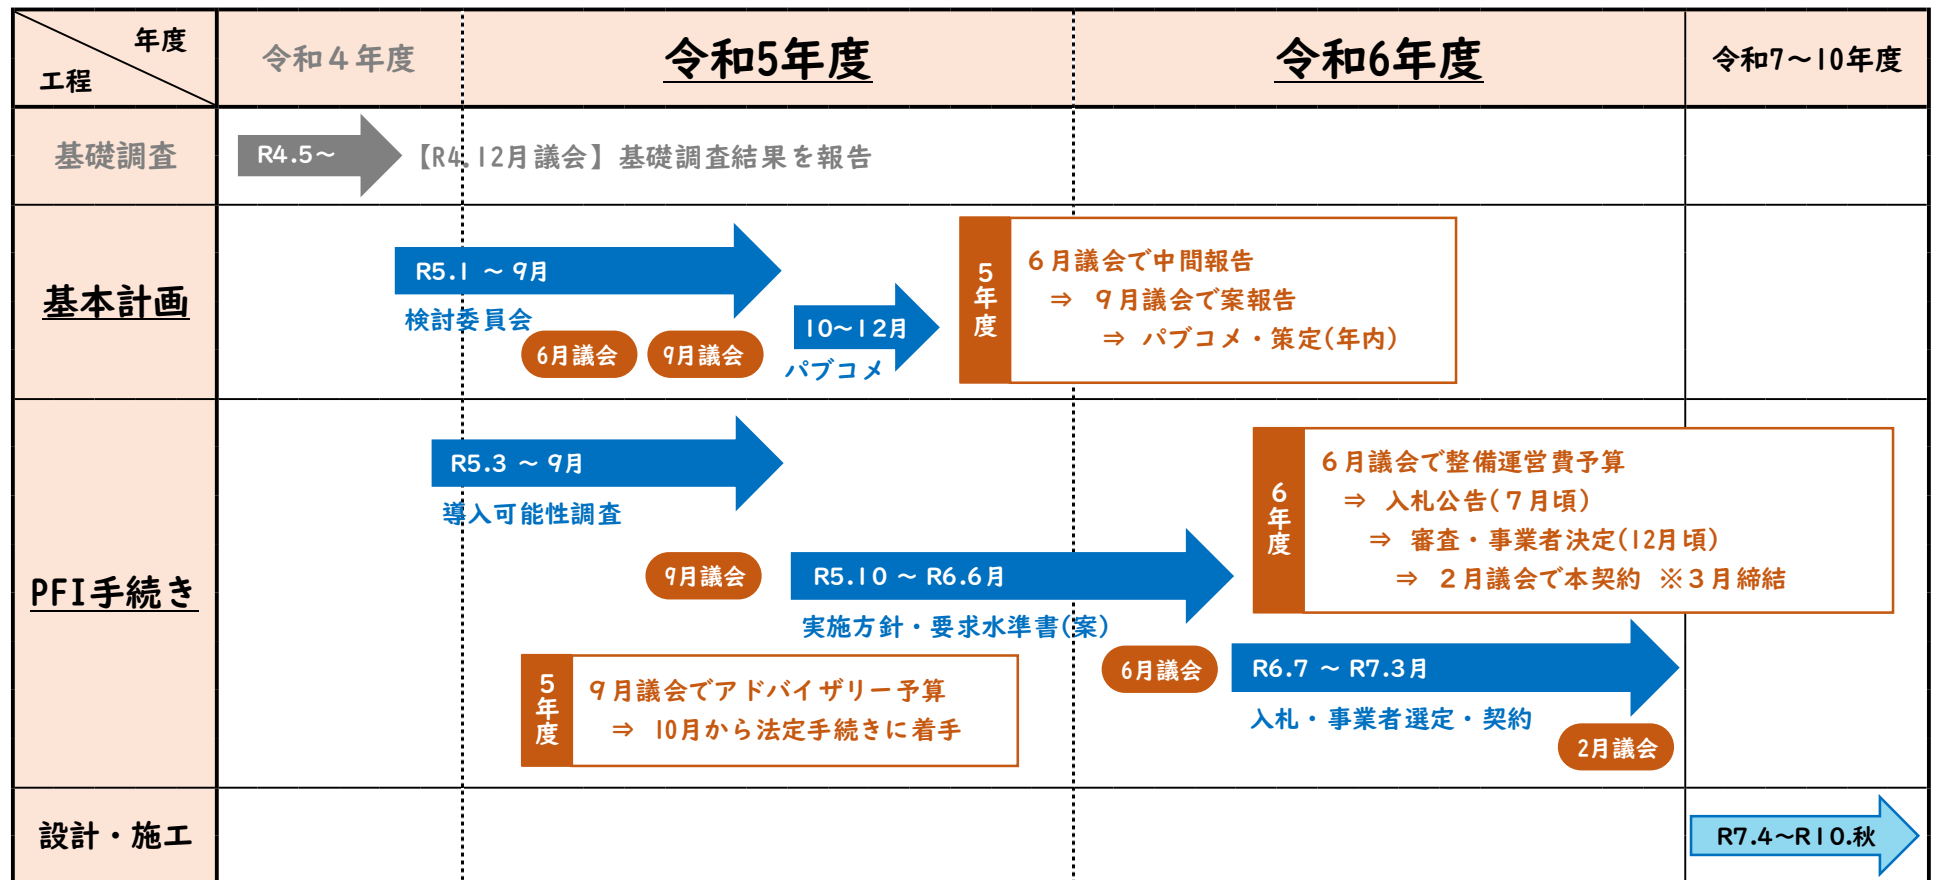 年度
工程
令和４年度
令和5年度
令和6年度
令和7～10年度
基礎調査
R4.5～
【R4.12月議会】基礎調査結果を報告
基本計画
R5.1 ～ 9月
検討委員会
6月議会
9月議会
10～12月
パブコメ
5年度
６月議会で中間報告
⇒ ９月議会で案報告
⇒ パブコメ・策定(年内)
PFI手続き
R5.3 ～ 9月
導入可能性調査
9月議会
R5.10 ～ R6.6月
実施方針・要求水準書(案)
5年度
９月議会でアドバイザリー予算
⇒ 10月から法定手続きに着手
6年度
６月議会で整備運営費予算
⇒ 入札公告(７月頃)
⇒ 審査・事業者決定(12月頃)
⇒ ２月議会で本契約 ※３月締結
6月議会
R6.7 ～ R7.3月
入札・事業者選定・契約
2月議会
設計・施工
R7.4～R10.秋